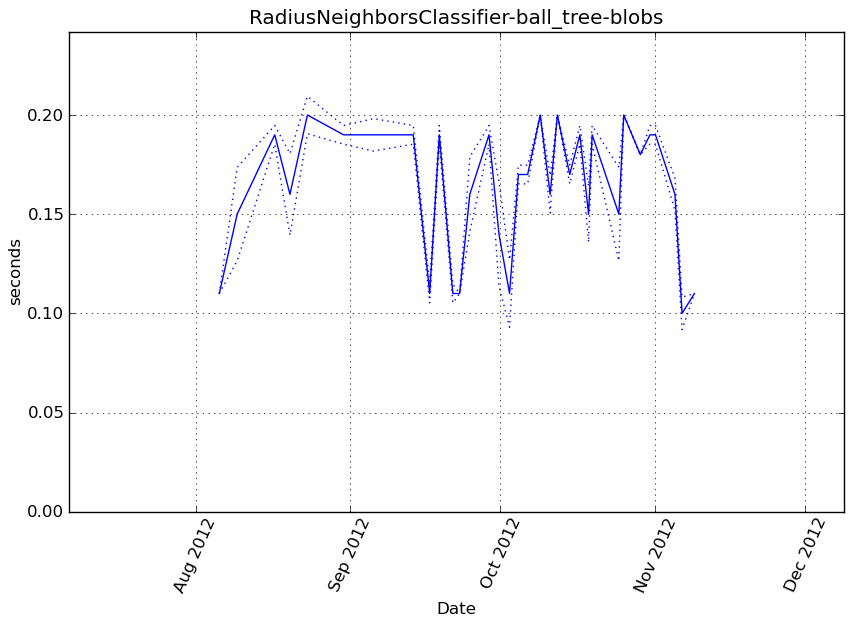 RadiusNeighborsClassifier-ball_tree-blobs
0.20
0.15
seconds
0.10
0.05
0.00
Aug 2012
Sep 2012
Oct 2012
Nov 2012
Dec 2012
Date